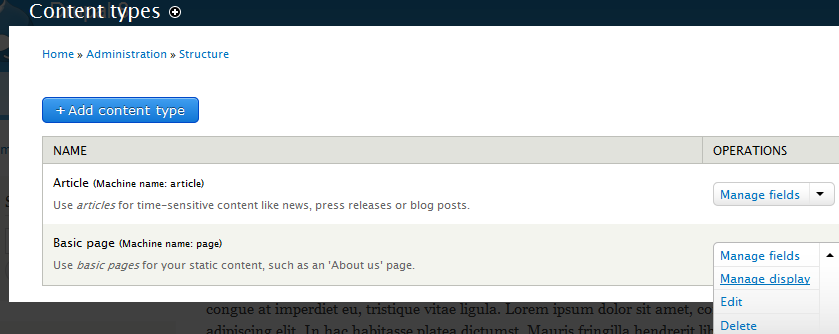 Content types
Home » Administration » Structure
+ Add content type
NAME OPERATIONS
Article (Machine name: article)
Use articles for time-sensitive content like news, press releases or blog posts.
Manage fields
Basic page (Machine name: page)
Use basic pages for your static content, such as an 'About us' page.
Manage fields
Manage display
Edit
Delete
congue at imperdiet eu, tristique vitae ligula. Lorem ipsum dolor sit amet, co
adipiscing elit. In hac habitasse platea dictumst. Mauris fringilla hendrerit lib